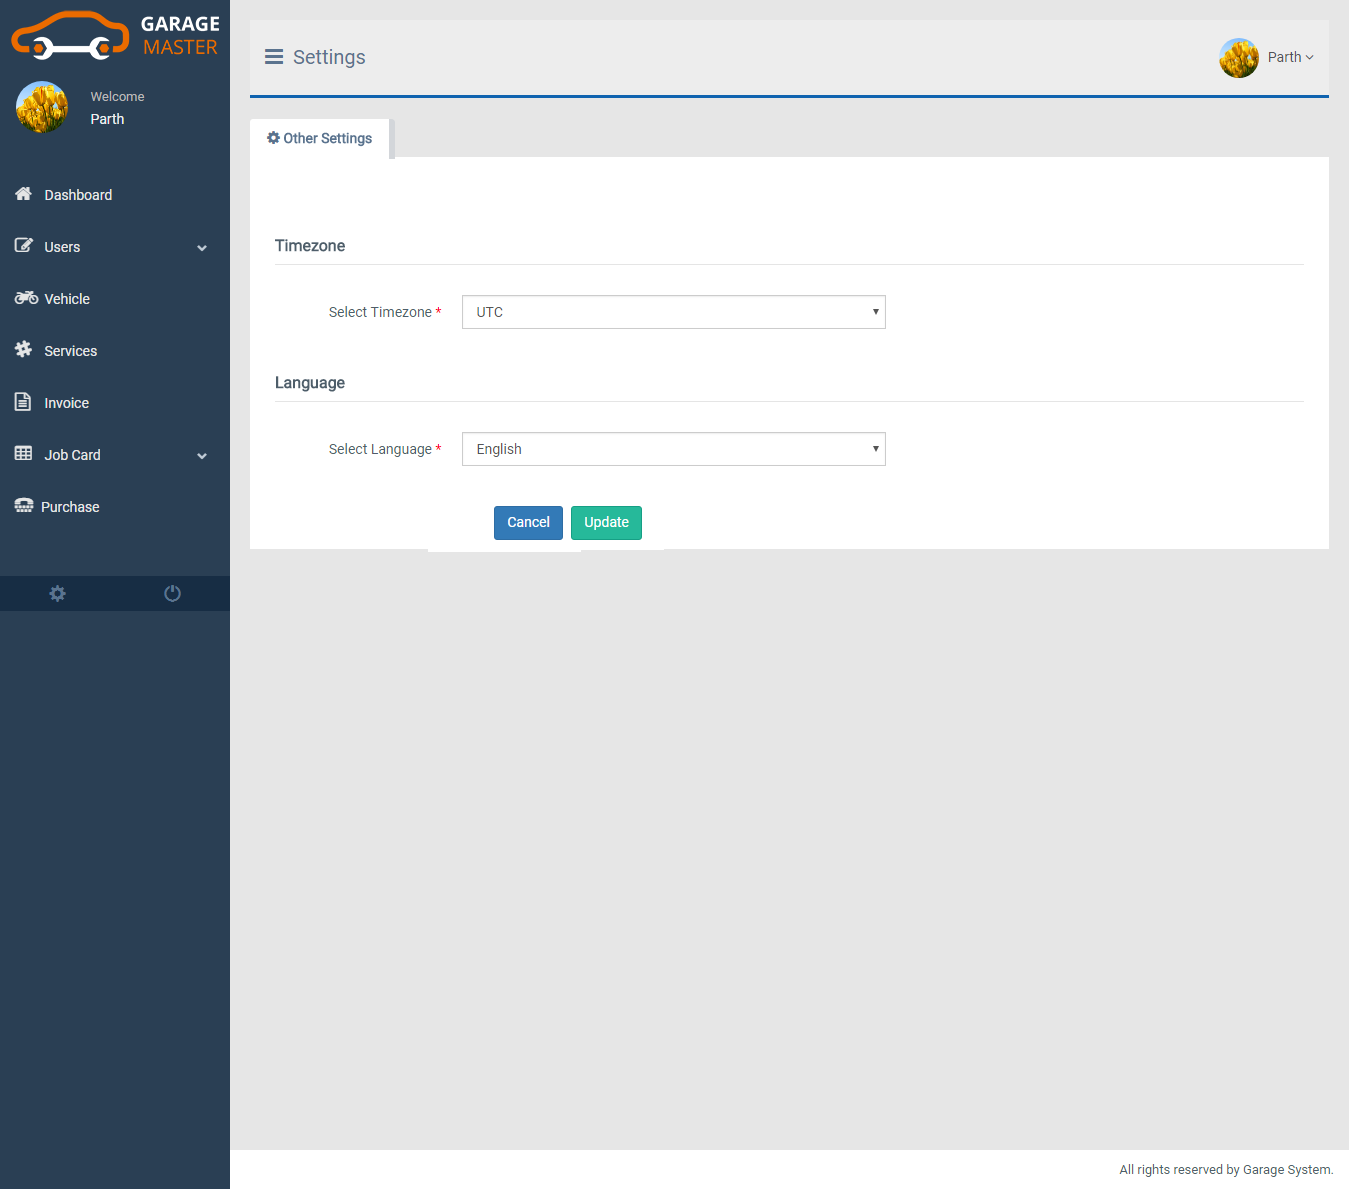 GARAGE
MASTER
Welcome
Parth
Dashboard
Users
Vehicle
Services
Invoice
Job Card
Purchase
Settings
Parth
Other Settings
Timezone
Select Timezone *
UTC
Language
Select Language *
English
Cancel
Update
All rights reserved by Garage System.